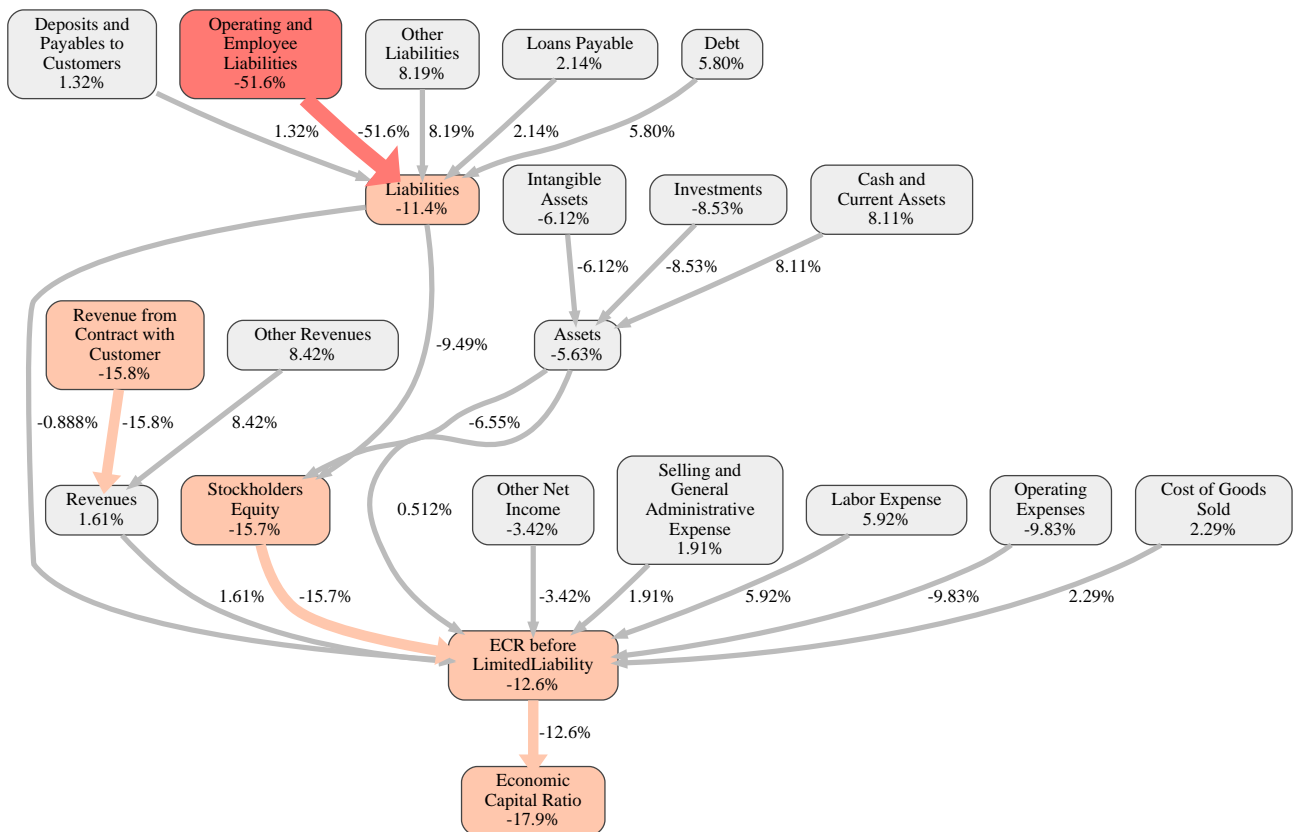 Deposits and
Payables to
Customers
1.32%
Operating and
Employee
Liabilities
-51.6%
Other
Liabilities
8.19%
Loans Payable
2.14%
Debt
5.80%
1.32%
-51.6%
8.19%
2.14%
5.80%
Liabilities
-11.4%
Intangible
Assets
-6.12%
Investments
-8.53%
Cash and
Current Assets
8.11%
-6.12%
-8.53%
8.11%
Revenue from
Contract with
Customer
-15.8%
Other Revenues
8.42%
-9.49%
Assets
-5.63%
-0.888%
-15.8%
8.42%
-6.55%
Revenues
1.61%
Stockholders
Equity
-15.7%
0.512%
Other Net
Income
-3.42%
Selling and
General
Administrative
Expense
1.91%
Labor Expense
5.92%
Operating
Expenses
-9.83%
Cost of Goods
Sold
2.29%
1.61%
-15.7%
-3.42%
1.91%
5.92%
-9.83%
2.29%
ECR before
LimitedLiability
-12.6%
-12.6%
Economic
Capital Ratio
-17.9%